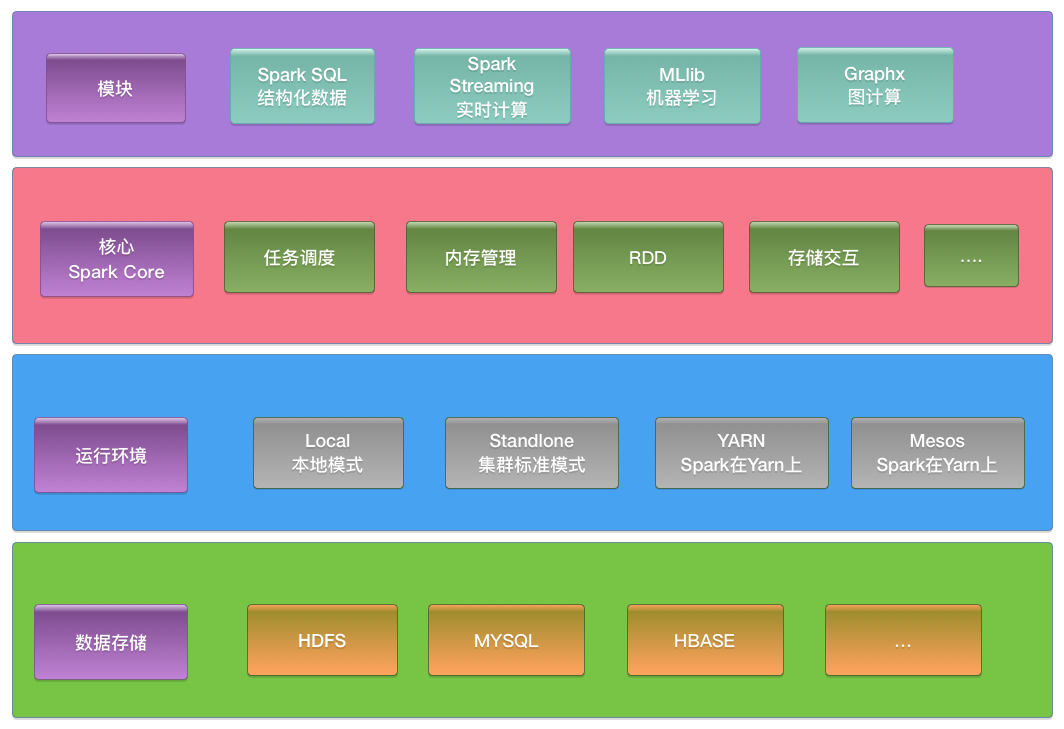 模块
Spark SQL
结构化数据
Spark
Streaming
实时计算
MLlib
机器学习
Graphx
图计算
核心
Spark Core
任务调度
内存管理
RDD
存储交互
....
运行环境
Local
本地模式
Standlone
集群标准模式
YARN
Spark在Yarn上
Mesos
Spark在Yarn上
数据存储
HDFS
MYSQL
HBASE
...